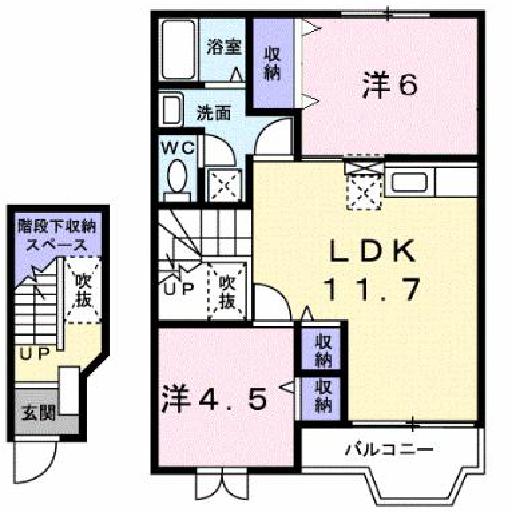 浴室
収納
洋6
洗面
WC
LDK
11.7
UP
吹抜
階段下収納
スペース
吹抜
UP
玄関
収納
収納
洋4.5
バルコニー